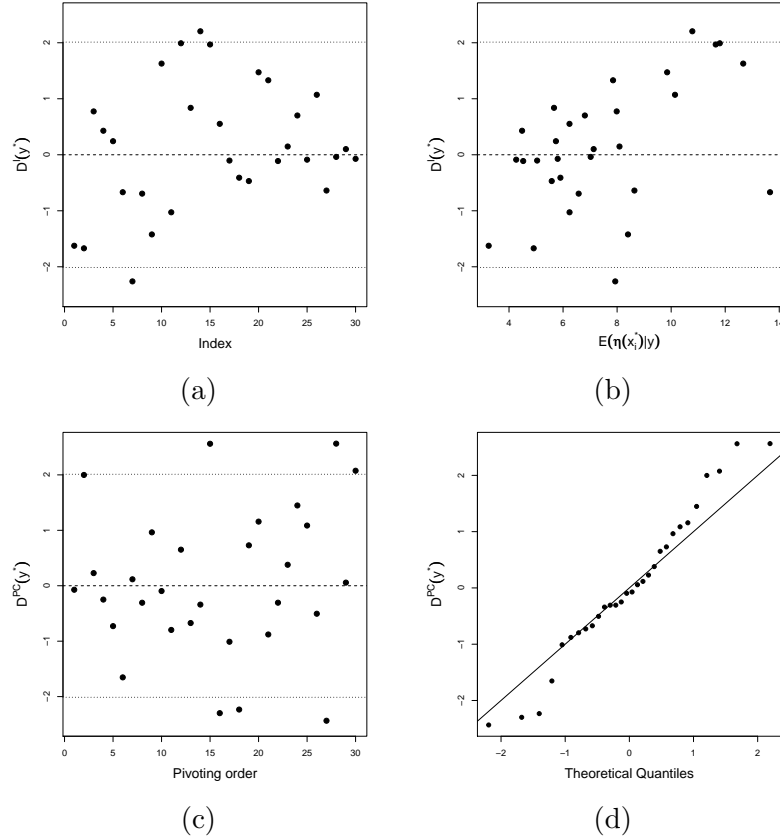 2
1
0
−1
−2
D^I(y*)
0 5 10 15 20 25 30
Index
(a)
2
1
0
−1
−2
D^I(y*)
4 6 8 10 12 14
E(η(x_i*)|y)
(b)
2
1
0
−1
−2
D^PC(y*)
0 5 10 15 20 25 30
Pivoting order
(c)
2
1
0
−1
−2
D^PC(y*)
−2 −1 0 1 2
Theoretical Quantiles
(d)